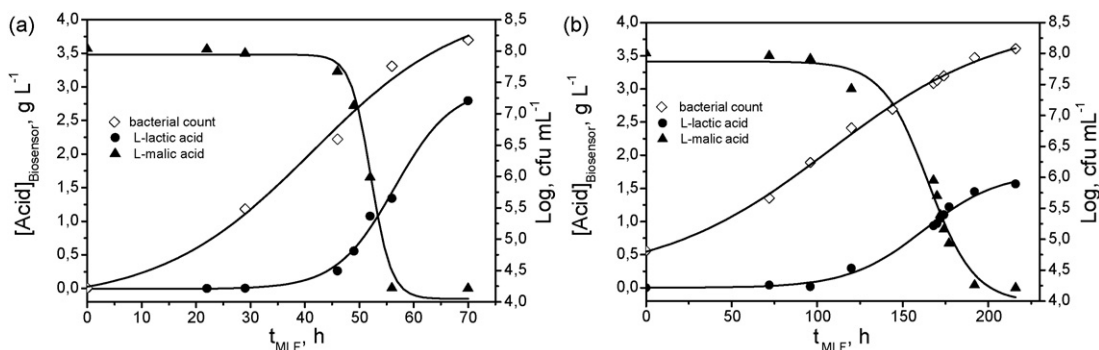 (a)
[Acid]Biosensor, g L-1
4,0
3,5
3,0
2,5
2,0
1,5
1,0
0,5
0,0
bacterial count
L-lactic acid
L-malic acid
8,5
8,0
7,5
7,0
6,5
6,0
5,5
5,0
4,5
4,0
Log, cfu mL-1
0 10 20 30 40 50 60 70
tMLF, h
(b)
[Acid]Biosensor, g L-1
4,0
3,5
3,0
2,5
2,0
1,5
1,0
0,5
0,0
bacterial count
L-lactic acid
L-malic acid
8,5
8,0
7,5
7,0
6,5
6,0
5,5
5,0
4,5
4,0
Log, cfu mL-1
0 50 100 150 200
tMLF, h